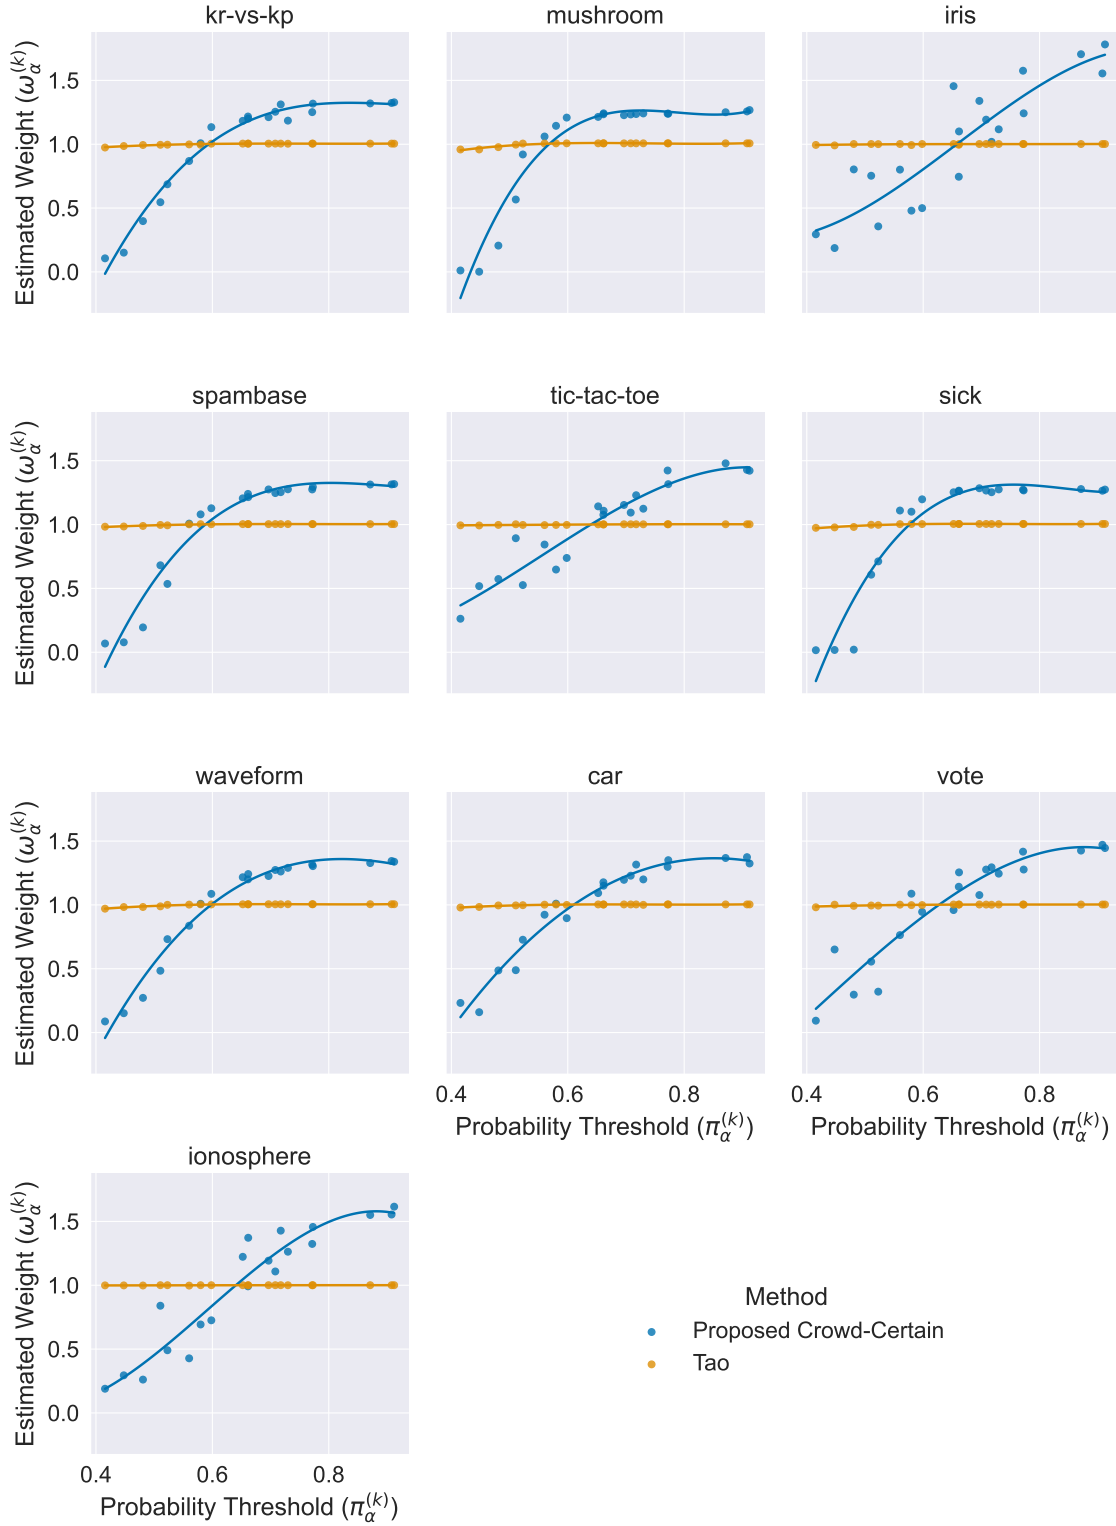 kr-vs-kp
mushroom
iris
Estimated Weight (ω_α^(k))
1.5
1.0
0.5
0.0
spambase
tic-tac-toe
sick
Estimated Weight (ω_α^(k))
1.5
1.0
0.5
0.0
waveform
car
vote
Estimated Weight (ω_α^(k))
1.5
1.0
0.5
0.0
0.4 0.6 0.8
0.4 0.6 0.8
Probability Threshold (π_α^(k))
Probability Threshold (π_α^(k))
ionosphere
Estimated Weight (ω_α^(k))
1.5
1.0
0.5
0.0
0.4 0.6 0.8
Probability Threshold (π_α^(k))
Method
Proposed Crowd-Certain
Tao